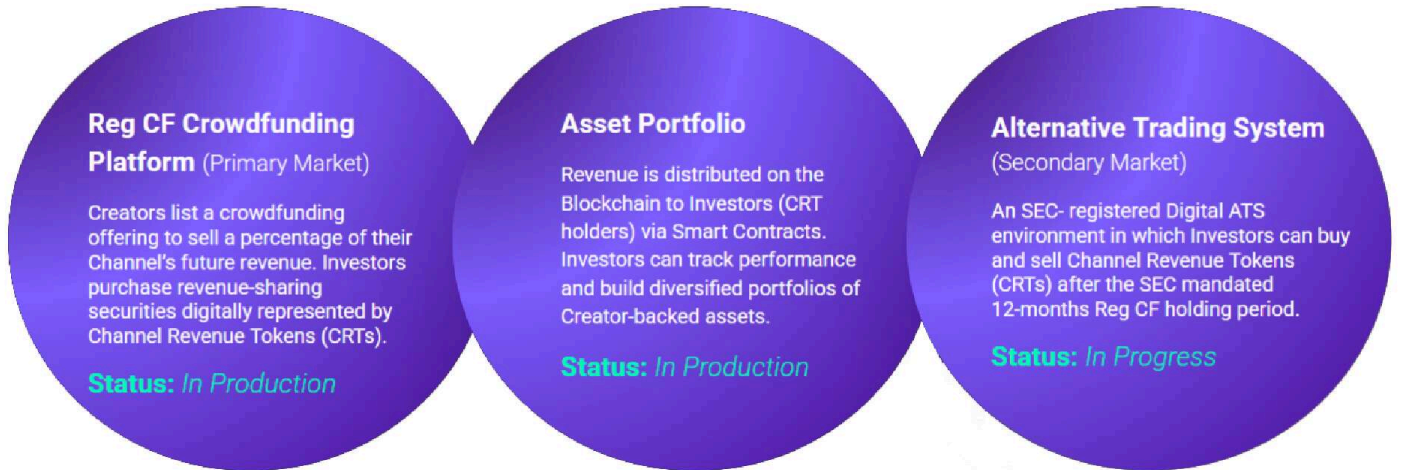 Reg CF Crowdfunding
Platform (Primary Market)
Creators list a crowdfunding
offering to sell a percentage of their
Channel's future revenue. Investors
purchase revenue-sharing
securities digitally represented by
Channel Revenue Tokens (CRTs).
Status: In Production
Asset Portfolio
Revenue is distributed on the
Blockchain to Investors (CRT
holders) via Smart Contracts.
Investors can track performance
and build diversified portfolios of
Creator-backed assets.
Status: In Production
Alternative Trading System
(Secondary Market)
An SEC- registered Digital ATS
environment in which Investors can buy
and sell Channel Revenue Tokens
(CRTs) after the SEC mandated
12-months Reg CF holding period.
Status: In Progress